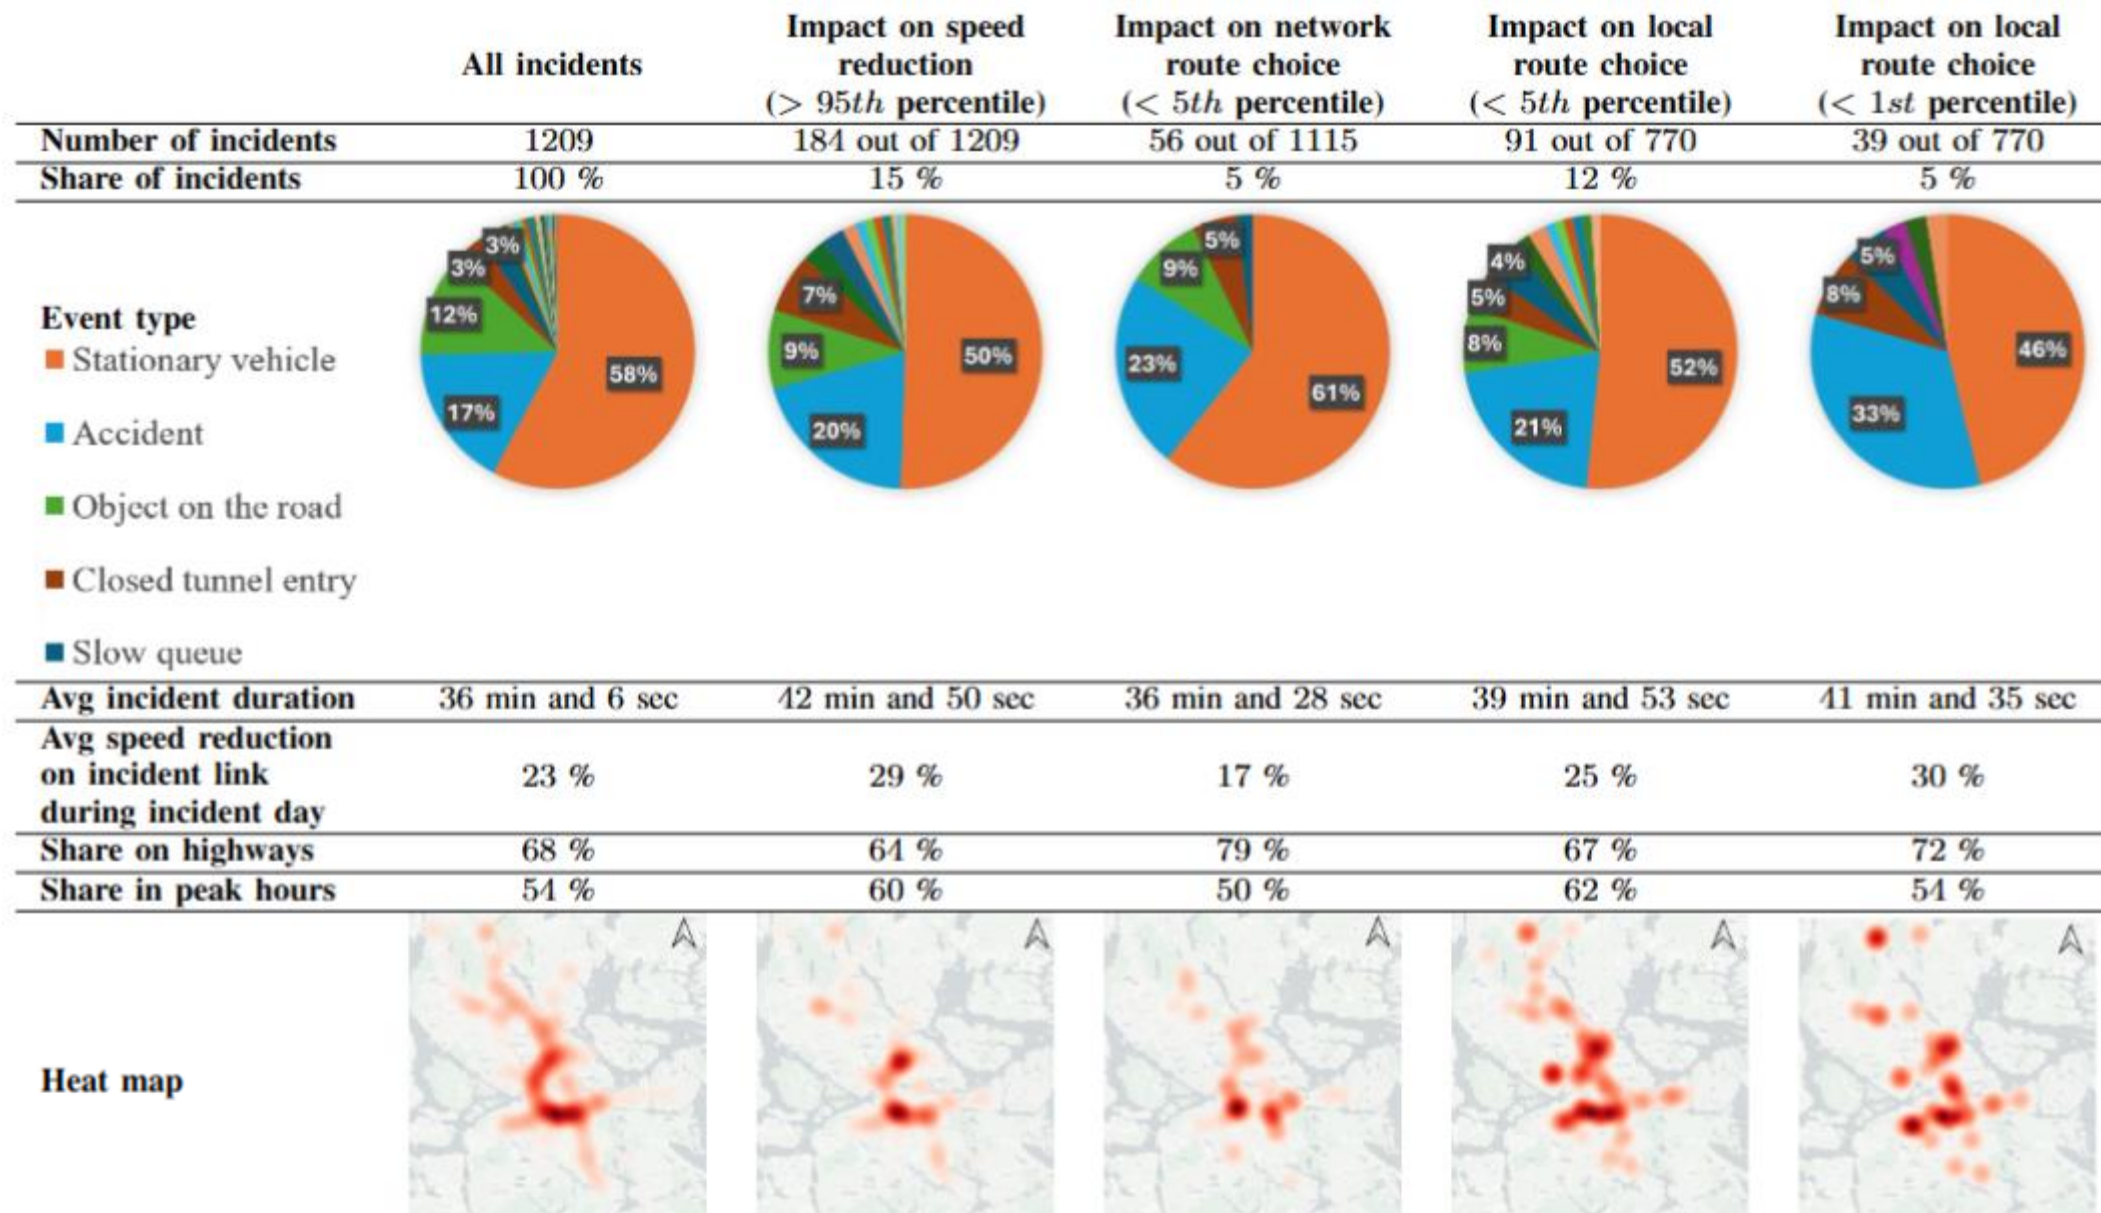 All incidents
Impact on speed
reduction
(> 95th percentile)
Impact on network
route choice
(< 5th percentile)
Impact on local
route choice
(< 5th percentile)
Impact on local
route choice
(< 1st percentile)
Number of incidents 1209 184 out of 1209 56 out of 1115 91 out of 770 39 out of 770
Share of incidents 100 % 15 % 5 % 12 % 5 %
Event type
Stationary vehicle
Accident
Object on the road
Closed tunnel entry
Slow queue
3%
3%
12%
17%
58%
7%
9%
20%
50%
5%
9%
23%
61%
4%
5%
8%
21%
52%
5%
8%
33%
46%
Avg incident duration 36 min and 6 sec 42 min and 50 sec 36 min and 28 sec 39 min and 53 sec 41 min and 35 sec
Avg speed reduction
on incident link 23 % 29 % 17 % 25 % 30 %
during incident day
Share on highways 68 % 64 % 79 % 67 % 72 %
Share in peak hours 54 % 60 % 50 % 62 % 54 %
Heat map